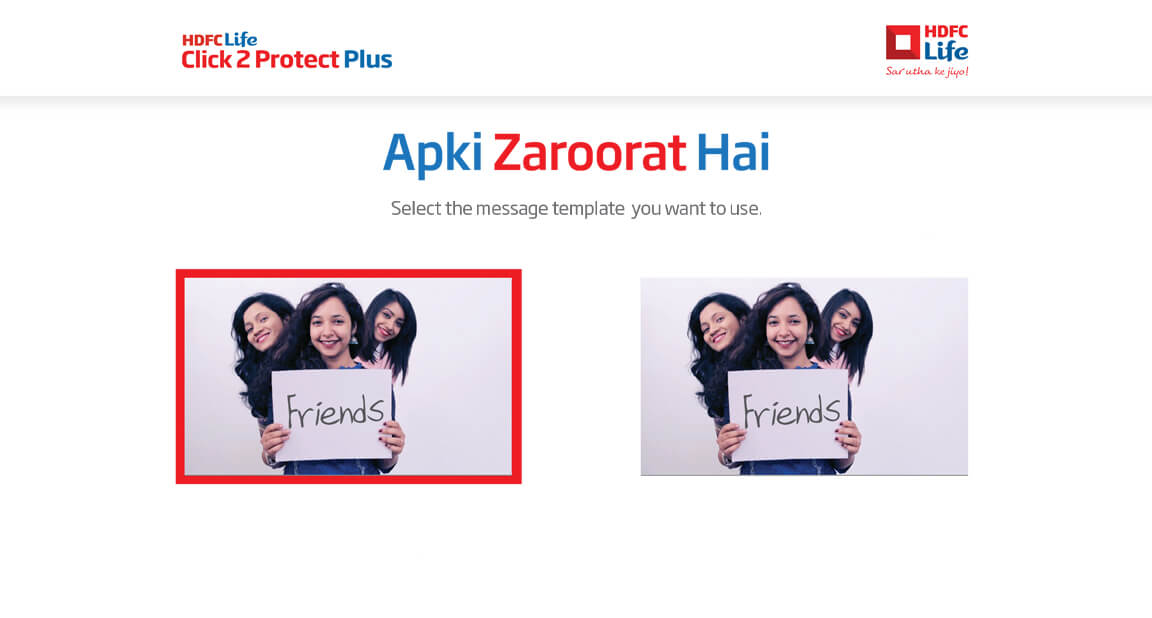 HDFC Life
Click 2 Protect Plus
HDFC
Life
Sar utha ke jiyo!
Apki Zaroorat Hai
Select the message template you want to use.
Friends
Friends